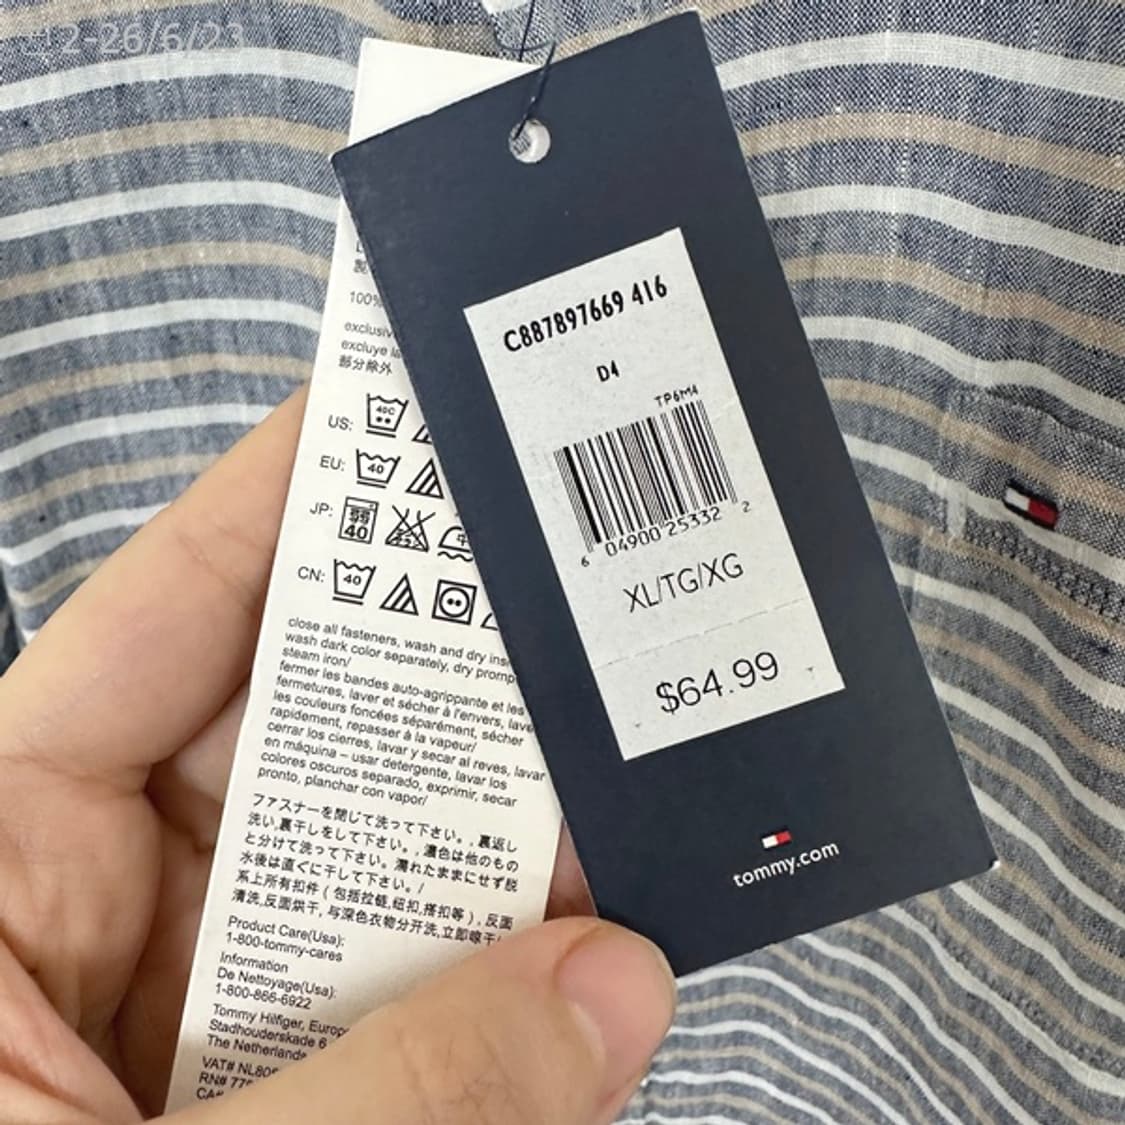 2-26/6/23
C887897669 416
D4
TP6M4
6 04900 25332 2
XL/TG/XG
$64.99
tommy.com
製
100%
部分除外
US:
40C
EU:
40
JP:
40
CN:
40
close all fasteners, wash and dry
wash dark color separately, dry
steam iron/
fermer les bandes auto-agrippante et les
fermetures, laver et sécher à l'envers,
les couleurs foncées séparément, sécher
rapidement, repasser à la vapeur/
cerrar los cierres, lavar y secar al reves, lavar
en máquina – usar detergente, lavar los
colores oscuros separado, exprimir, secar
pronto, planchar con vapor/
ファスナーを閉じて洗って下さい。, 裏返し
洗い,裏干しをして下さい。, 濃色は他のもの
と分けて洗って下さい。濡れたままにせず脱
水後は直ぐに干して下さい。/
系上所有扣件 ( 包括拉链,纽扣,搭扣等 ) , 反面
清洗,反面烘干, 与深色衣物分开洗,立即晾干
Product Care(Usa):
1-800-tommy-cares
Information
De Nettoyage(Usa):
1-800-866-6922
Tommy Hilfiger,
Stadhouderskade 6
The
VAT#
RN#
CA#